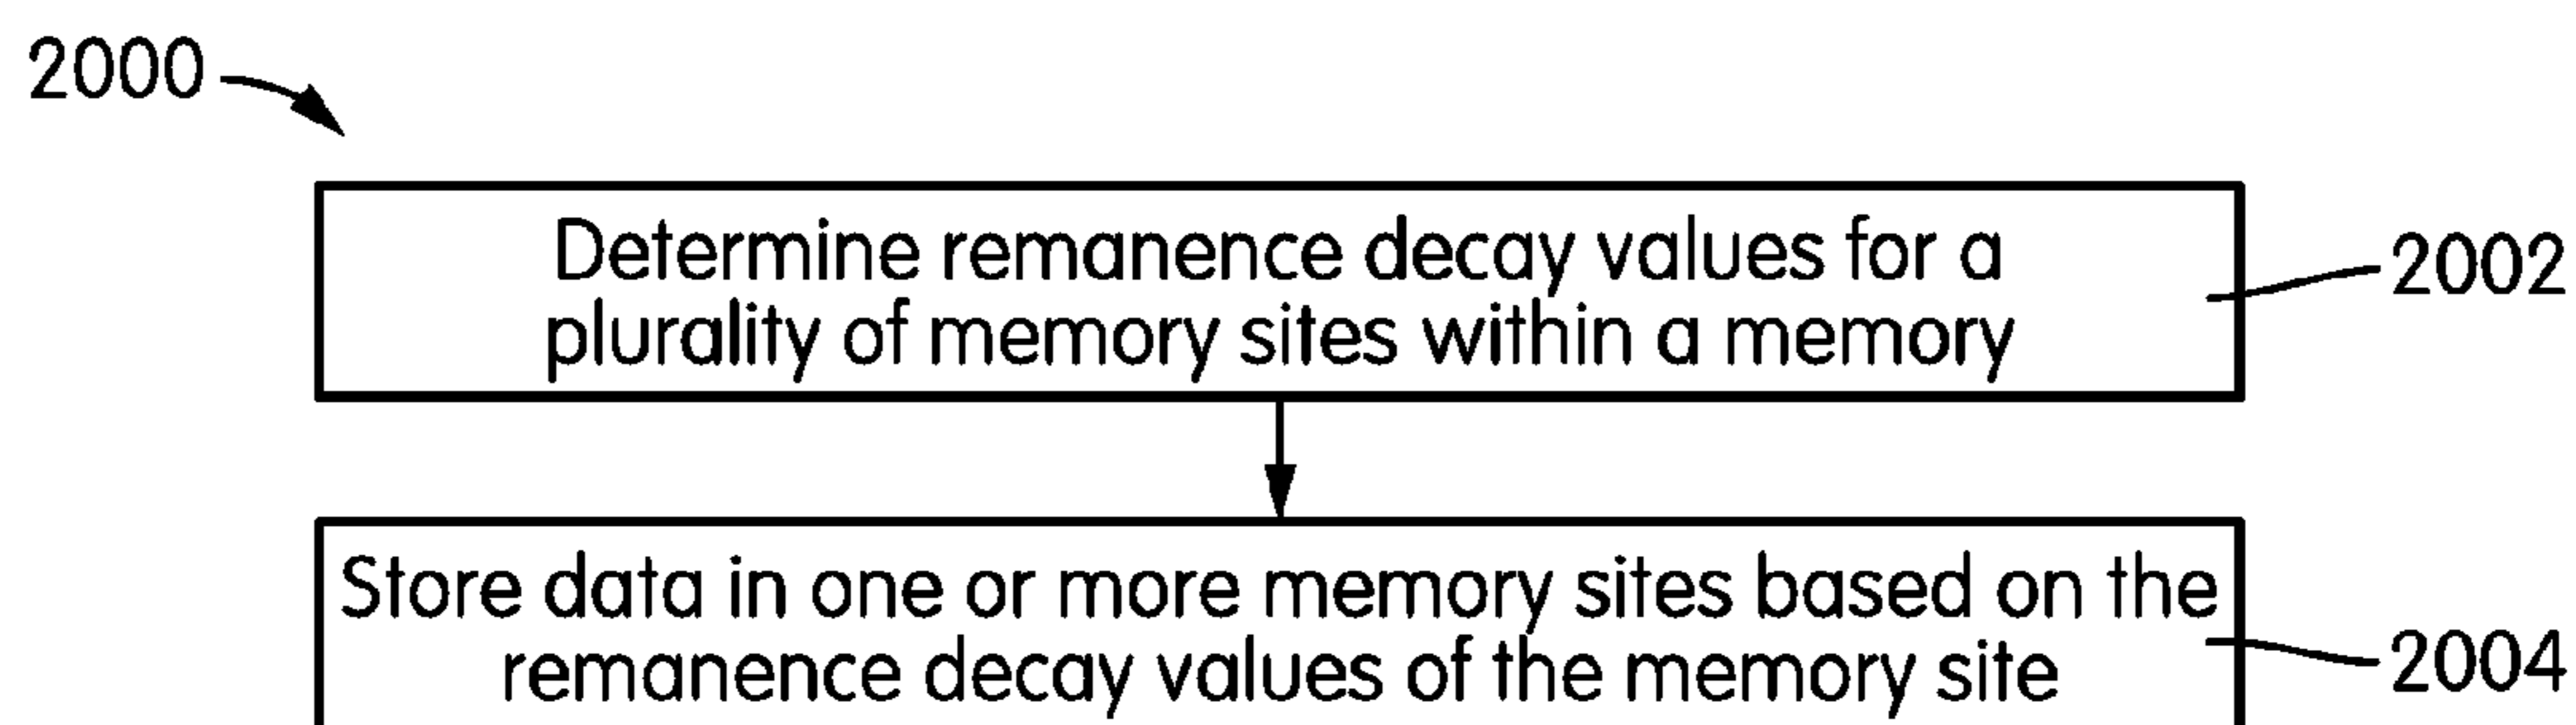 2000
Determine remanence decay values for a
plurality of memory sites within a memory
2002
Store data in one or more memory sites based on the
remanence decay values of the memory site
2004